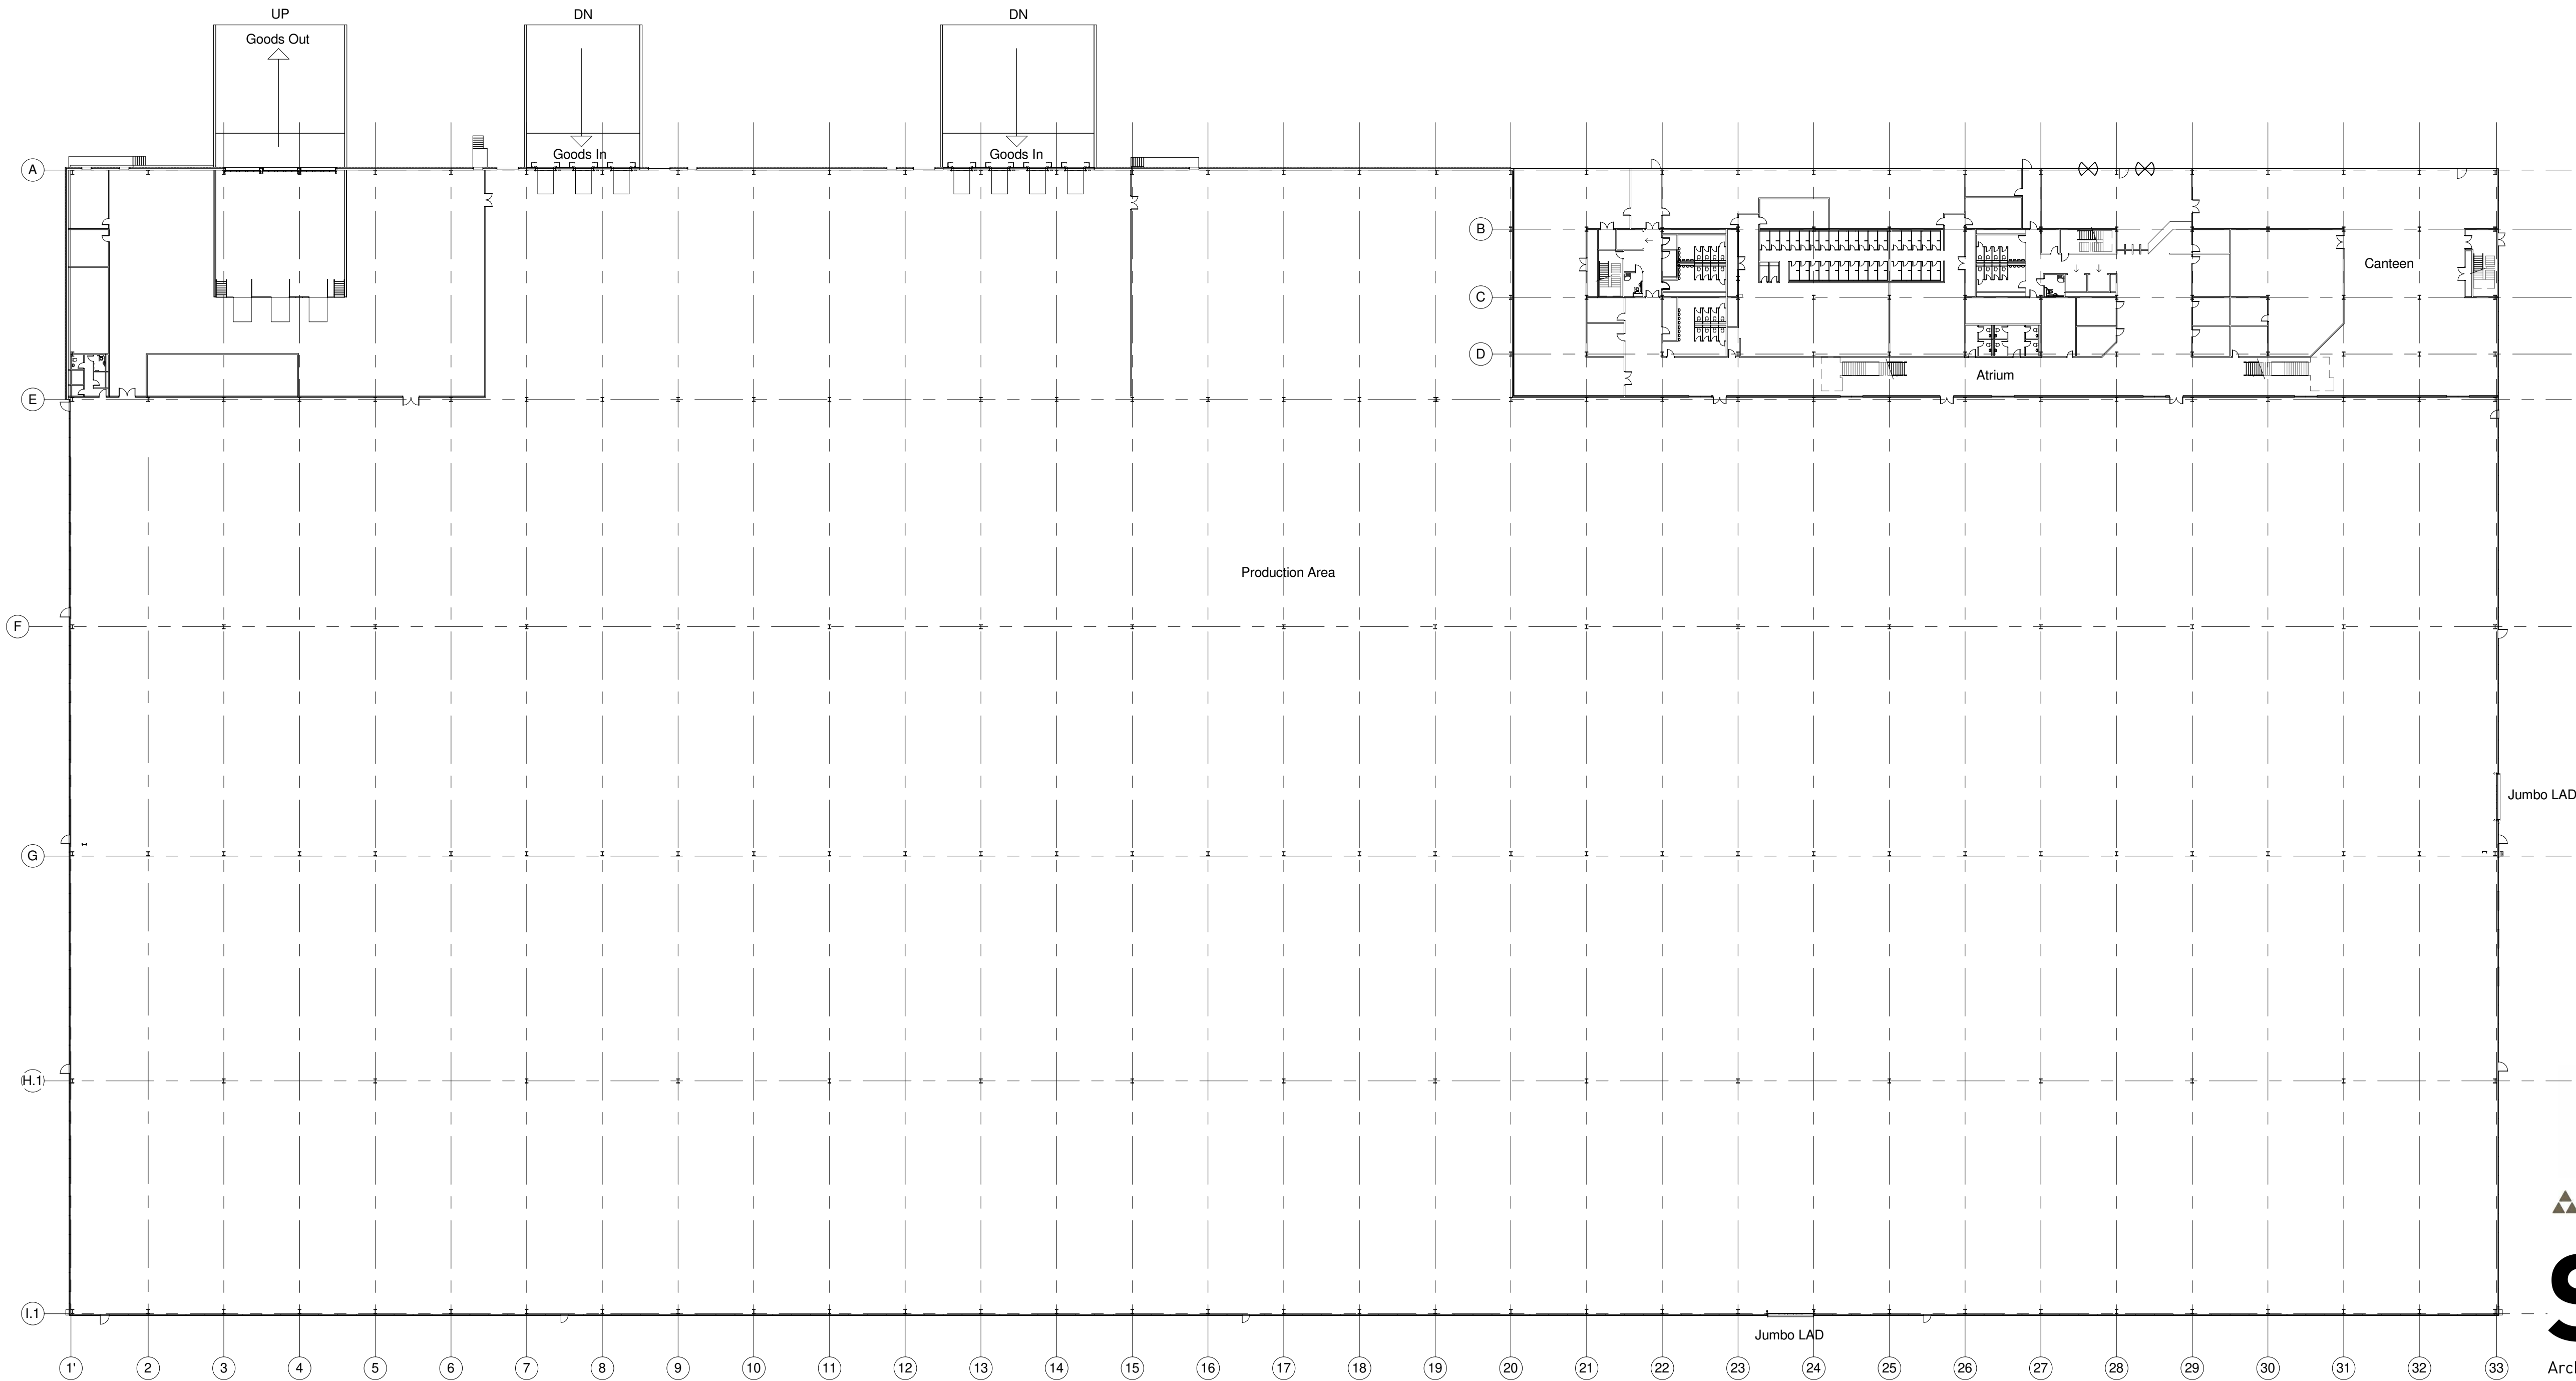 UP
DN
DN
Goods Out
Goods In
Goods In
A
B
Canteen
C
D
Atrium
E
Production Area
F
Jumbo LAD
G
H.1
I.1
Jumbo LAD
1' 2 3 4 5 6 7 8 9 10 11 12 13 14 15 16 17 18 19 20 21 22 23 24 25 26 27 28 29 30 31 32 33